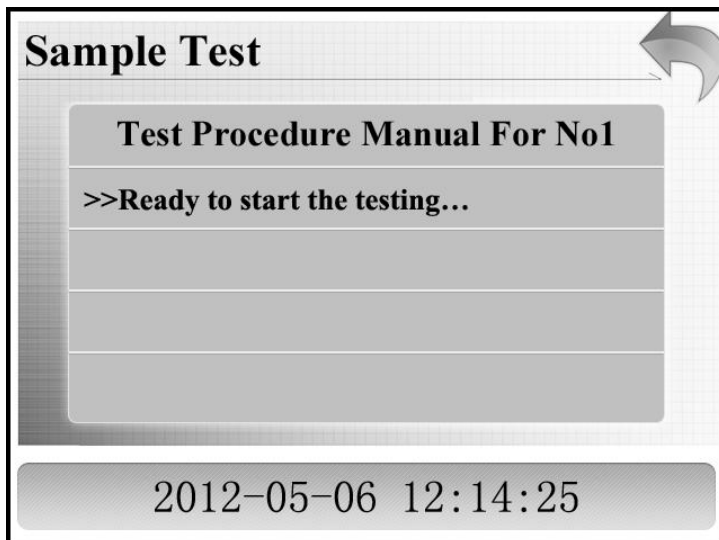 Sample Test
Test Procedure Manual For No1
>>Ready to start the testing…
2012-05-06 12:14:25